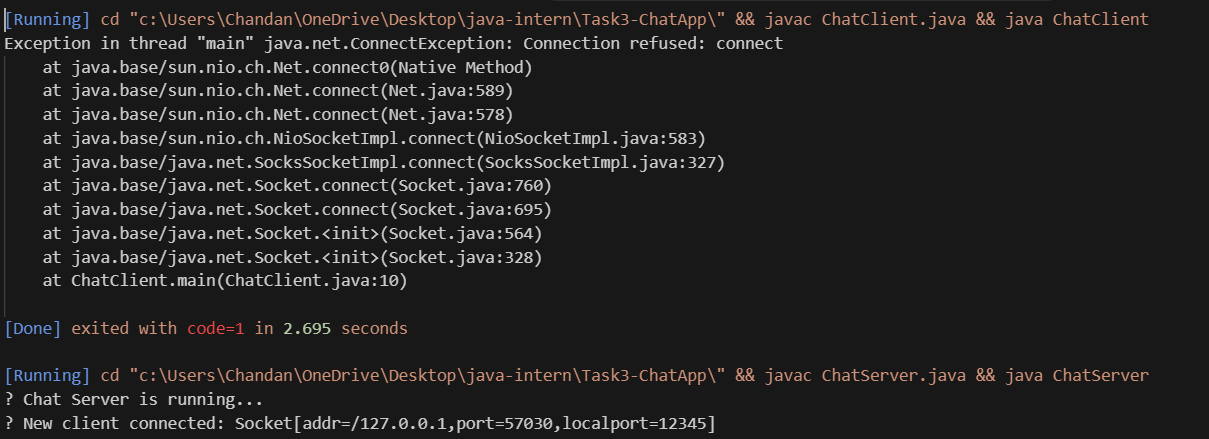 [Running] cd "c:\Users\Chandan\OneDrive\Desktop\java-intern\Task3-ChatApp\" && javac ChatClient.java && java ChatClient
Exception in thread "main" java.net.ConnectException: Connection refused: connect
at java.base/sun.nio.ch.Net.connect0(Native Method)
at java.base/sun.nio.ch.Net.connect(Net.java:589)
at java.base/sun.nio.ch.Net.connect(Net.java:578)
at java.base/sun.nio.ch.NioSocketImpl.connect(NioSocketImpl.java:583)
at java.base/java.net.SocksSocketImpl.connect(SocksSocketImpl.java:327)
at java.base/java.net.Socket.connect(Socket.java:760)
at java.base/java.net.Socket.connect(Socket.java:695)
at java.base/java.net.Socket.<init>(Socket.java:564)
at java.base/java.net.Socket.<init>(Socket.java:328)
at ChatClient.main(ChatClient.java:10)
[Done] exited with code=1 in 2.695 seconds
[Running] cd "c:\Users\Chandan\OneDrive\Desktop\java-intern\Task3-ChatApp\" && javac ChatServer.java && java ChatServer
? Chat Server is running...
? New client connected: Socket[addr=/127.0.0.1,port=57030,localport=12345]